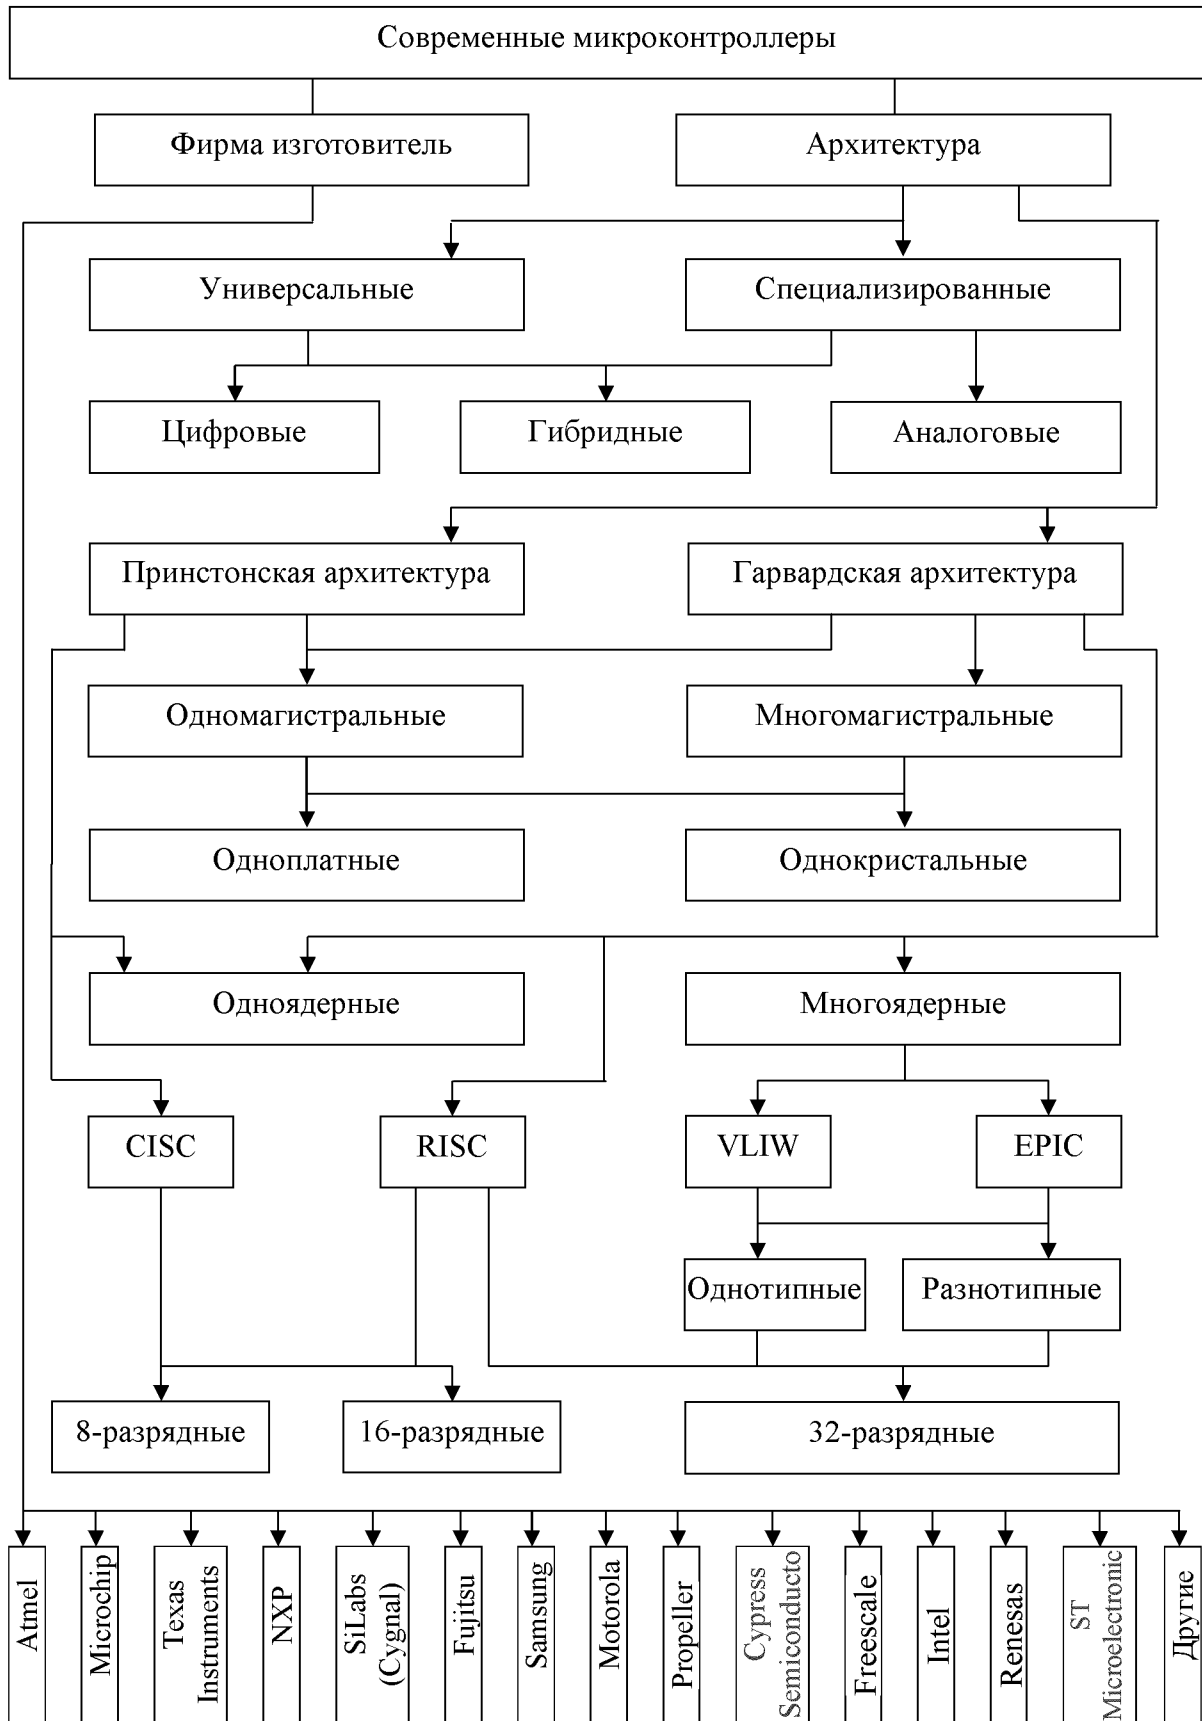 Современные микроконтроллеры
Фирма изготовитель
Архитектура
Универсальные
Специализированные
Цифровые
Гибридные
Аналоговые
Принстонская архитектура
Гарвардская архитектура
Одномагистральные
Многомагистральные
Одноплатные
Однокристальные
Одноядерные
Многоядерные
CISC
RISC
VLIW
EPIC
Однотипные
Разнотипные
8-разрядные
16-разрядные
32-разрядные
Atmel
Microchip
Texas
Instruments
NXP
SiLabs
(Cygnal)
Fujitsu
Samsung
Motorola
Propeller
Cypress
Semiconducto
Freescale
Intel
Renesas
ST
Microelectronic
Другие